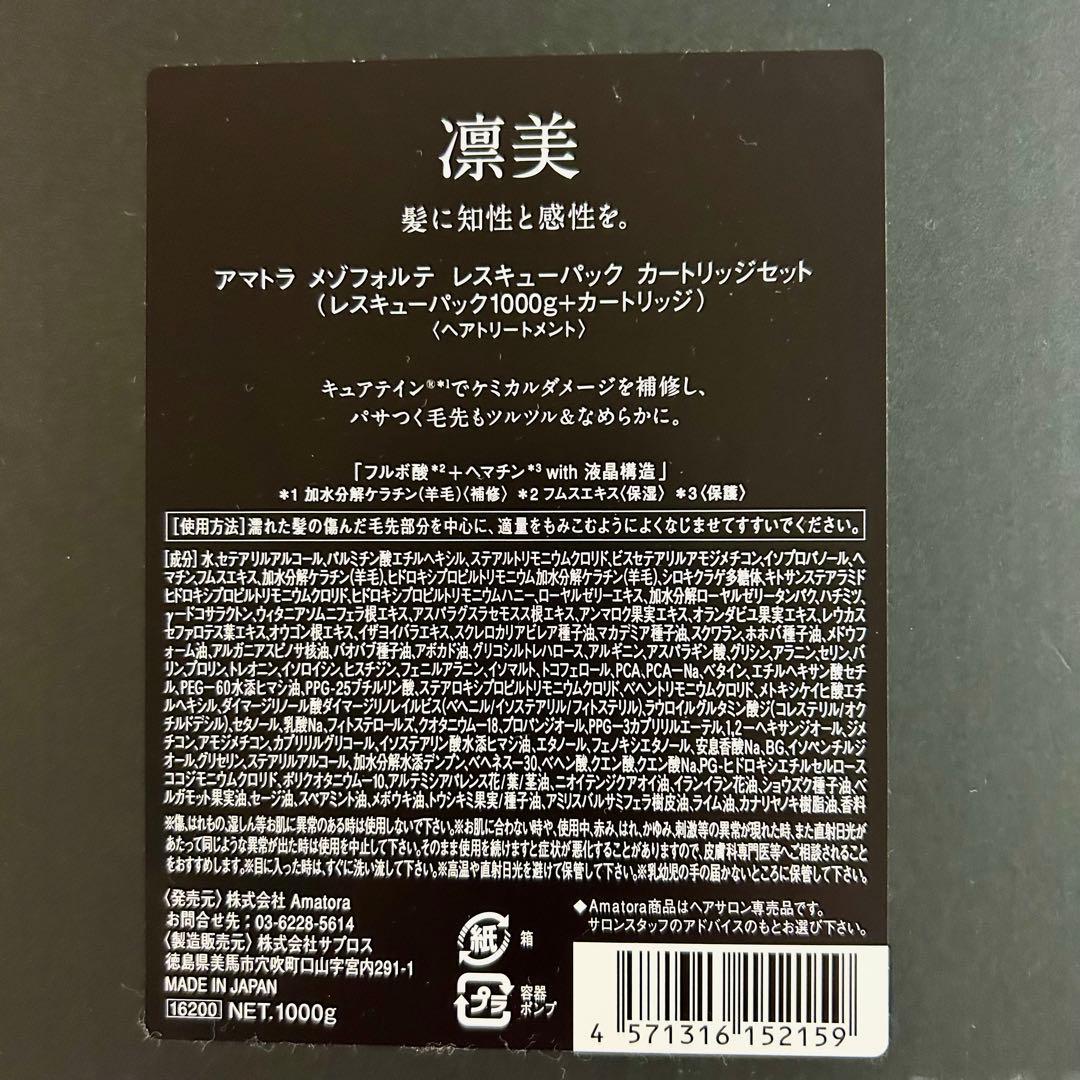 凛美
髪に知性と感性を。
アマトラ メゾフォルテ レスキューパック カートリッジセット
（レスキューパック1000g+カートリッジ）
〈ヘアトリートメント〉
キュアテイン®*1でケミカルダメージを補修し、
パサつく毛先もツルツル&なめらかに。
「フルボ酸*2+ヘマチン*3 with 液晶構造」
*1 加水分解ケラチン(羊毛)〈補修〉 *2 フムスエキス〈保湿〉 *3〈保護〉
[使用方法]濡れた髪の傷んだ毛先部分を中心に、適量をもみこむようによくなじませてすすいでください。
[成分] 水、セテアリルアルコール、パルミチン酸エチルヘキシル、ステアルトリモニウムクロリド、ビスセテアリルアモジメチコン、イソプロパノール、ヘ
マチン、フムスエキス、加水分解ケラチン(羊毛)、ヒドロキシプロピルトリモニウム加水分解ケラチン(羊毛)、シロキクラゲ多糖体、キトサンステアラミド
ヒドロキシプロピルトリモニウムクロリド、ヒドロキシプロピルトリモニウムハニー、ローヤルゼリーエキス、加水分解ローヤルゼリータンパク、ハチミツ、
γードコサラクトン、ウィタニアソムニフェラ根エキス、アスパラグスラセモスス根エキス、アンマロク果実エキス、オランダビユ果実エキス、レウカス
セファロテス葉エキス、オウゴン根エキス、イザヨイバラエキス、スクレロカリアビレア種子油、マカデミア種子油、スクワラン、ホホバ種子油、メドウフ
ォーム油、アルガニアスピノサ核油、バオバブ種子油、アボカド油、グリコシルトレハロース、アルギニン、アスパラギン酸、グリシン、アラニン、セリン、バ
リン、プロリン、トレオニン、イソロイシン、ヒスチジン、フェニルアラニン、イソマルト、トコフェロール、PCA、PCAーNa、ベタイン、エチルヘキサン酸セチ
ル、PEGー60水添ヒマシ油、PPG-25ブチルリン酸、ステアロキシプロピルトリモニウムクロリド、ベヘントリモニウムクロリド、メトキシケイヒ酸エチ
ルヘキシル、ダイマージリノール酸ダイマージリノレイルビス(ベヘニル/イソステアリル/フィトステリル)、ラウロイルグルタミン酸ジ(コレステリル/オク
チルドデシル)、セタノール、乳酸Na、フィトステロールズ、クオタニウムー18、プロパンジオール、PPGー3カプリリルエーテル、1,2ーヘキサンジオール、ジメ
チコン、アモジメチコン、カプリリルグリコール、イソステアリン酸水添ヒマシ油、エタノール、フェノキシエタノール、安息香酸Na、BG、イソペンチルジ
オール、グリセリン、ステアリルアルコール、加水分解水添デンプン、ベヘネスー30、ベヘン酸、クエン酸、クエン酸Na、PG-ヒドロキシエチルセルロース
ココジモニウムクロリド、ポリクオタニウムー10、アルテミシアパレンス花/葉/茎油、ニオイテンジクアオイ油、イランイラン花油、ショウズク種子油、ベ
ルガモット果実油、セージ油、スペアミント油、メボウキ油、トウシキミ果実/種子油、アミリスバルサミフェラ樹皮油、ライム油、カナリヤノキ樹脂油、香料
※傷、はれもの、湿しん等お肌に異常のある時は使用しないで下さい。※お肌に合わない時や、使用中、赤み、はれ、かゆみ、刺激等の異常が現れた時、また直射日光が
あたって同じような異常が出た時は使用を中止して下さい。そのまま使用を続けますと症状が悪化することがありますので、皮膚科専門医等へご相談されること
をおすすめします。※目に入った時は、すぐに洗い流して下さい。※高温や直射日光を避けて保管して下さい。※乳幼児の手の届かないところに保管して下さい。
〈発売元〉株式会社 Amatora
お問合せ先：03-6228-5614
〈製造販売元〉株式会社サプロス
徳島県美馬市穴吹町口山字宮内291-1
MADE IN JAPAN
16200 NET.1000g
紙 箱
プラ 容器
ポンプ
◆Amatora商品はヘアサロン専売品です。
サロンスタッフのアドバイスのもとお選び下さい。
4 571316 152159